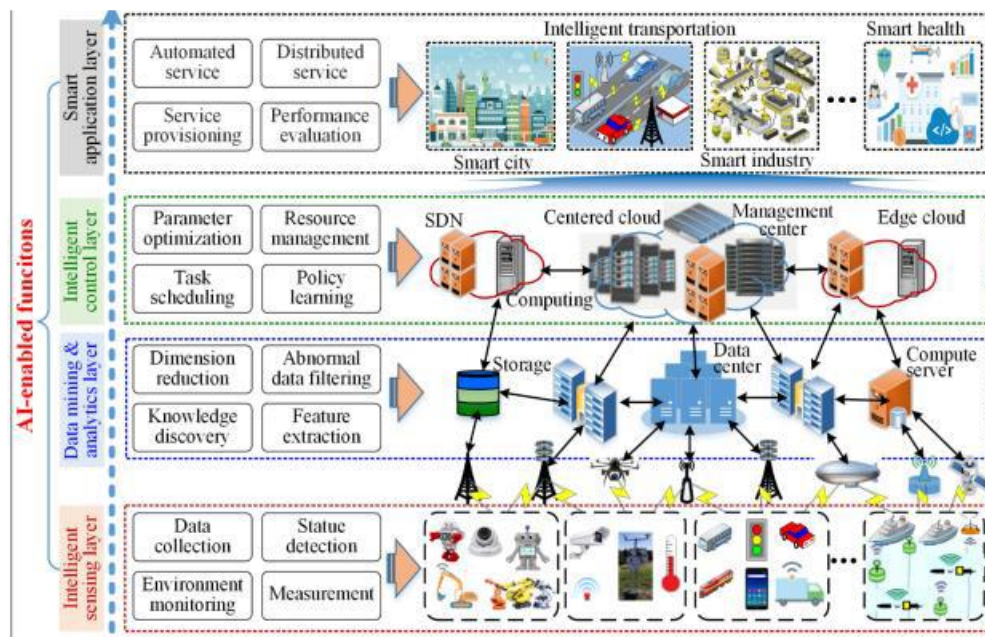 AI-enabled funcitons
Smart
application layer
Automated
service
Distributed
service
Service
provisioning
Performance
evaluation
Intelligent transportation
Smart health
Smart city
Smart industry
Intelligent
control layer
Parameter
optimization
Resource
management
Task
scheduling
Policy
learning
SDN
Centered cloud
Management
center
Edge cloud
Computing
Data mining &
analytics layer
Dimension
reduction
Abnormal
data filtering
Knowledge
discovery
Feature
extraction
Storage
Data
center
Compute
server
Intelligent
sensing layer
Data
collection
Statue
detection
Environment
monitoring
Measurement